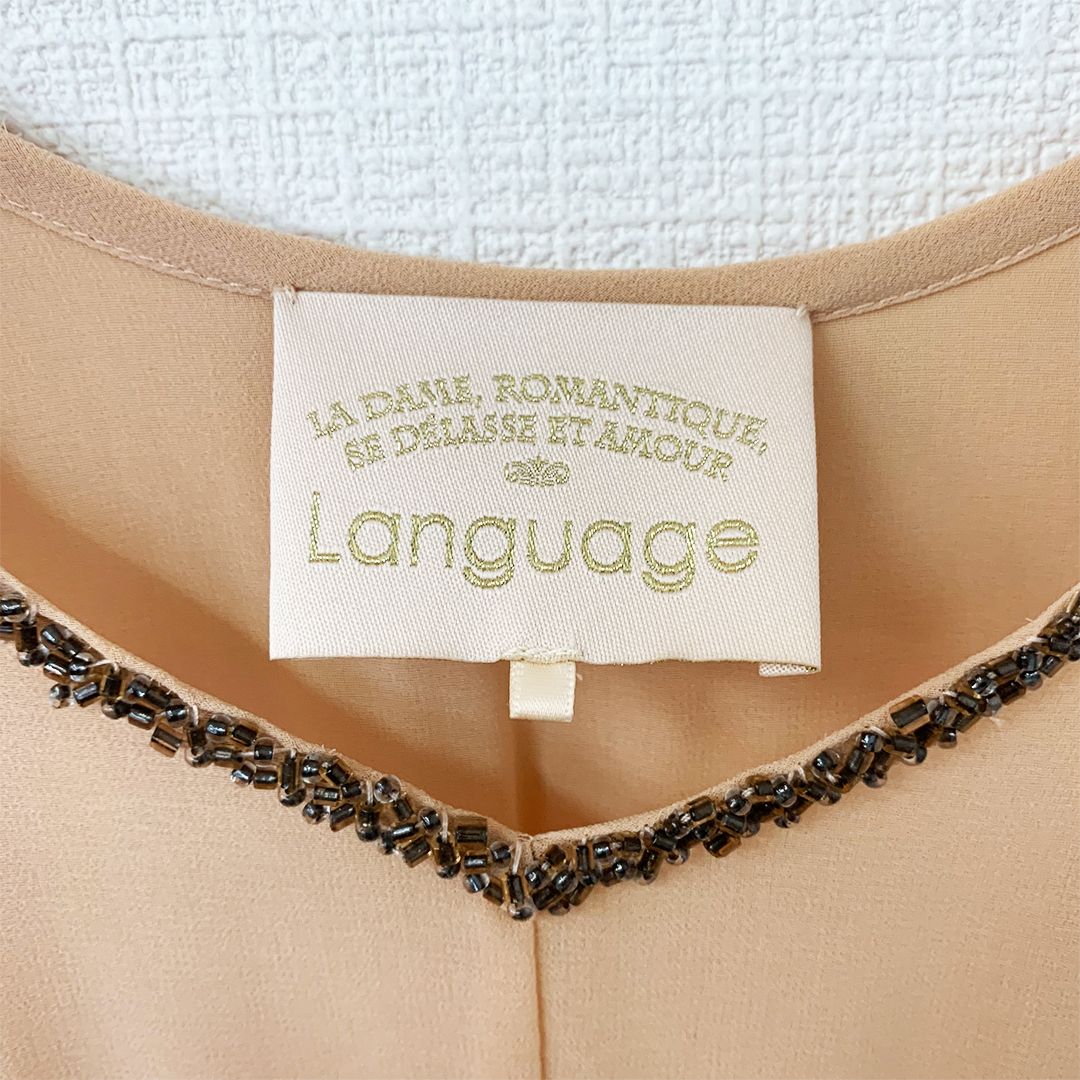 LA DAME, ROMANTIQUE,
SE DÉLASSE ET AMOUR
Language